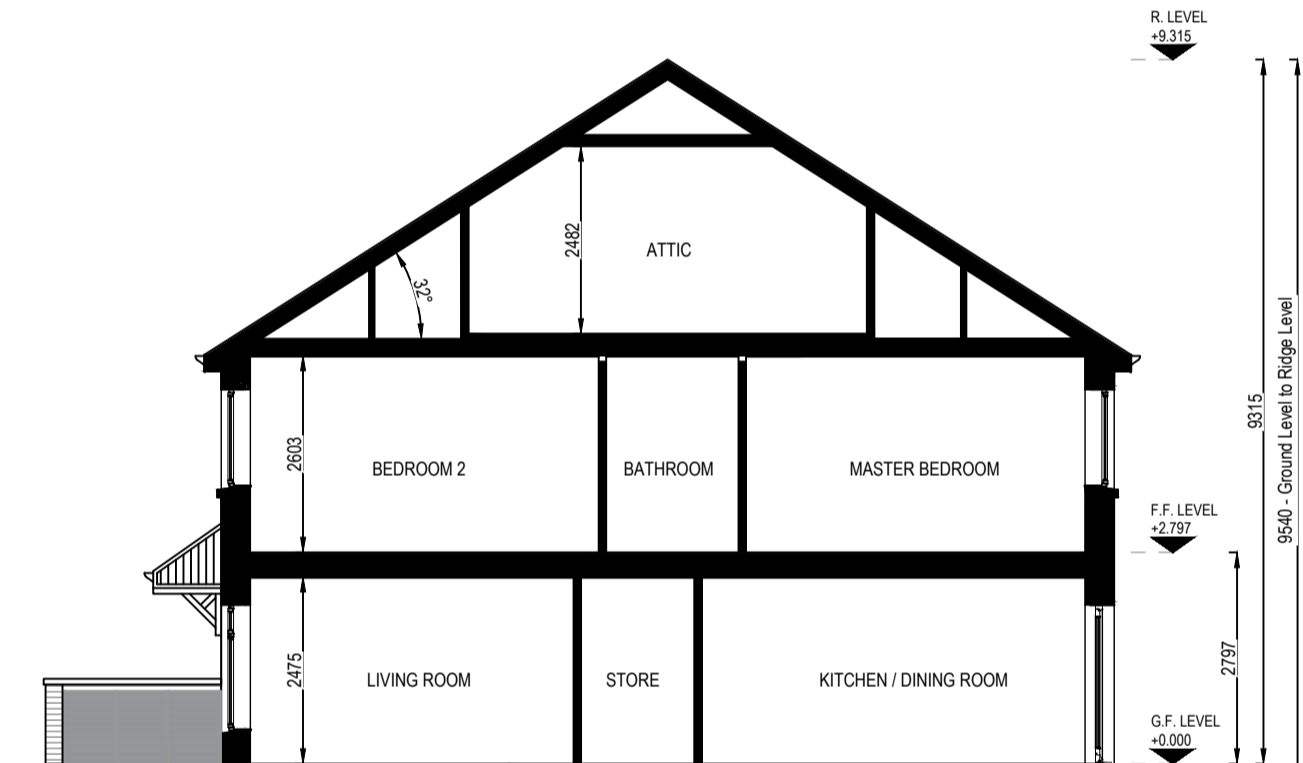 R. LEVEL
+9.315
2482
ATTIC
32°
9315
9540 - Ground Level to Ridge Level
2603
BEDROOM 2
BATHROOM
MASTER BEDROOM
F.F. LEVEL
+2.797
2475
LIVING ROOM
STORE
KITCHEN / DINING ROOM
2797
G.F. LEVEL
+0.000